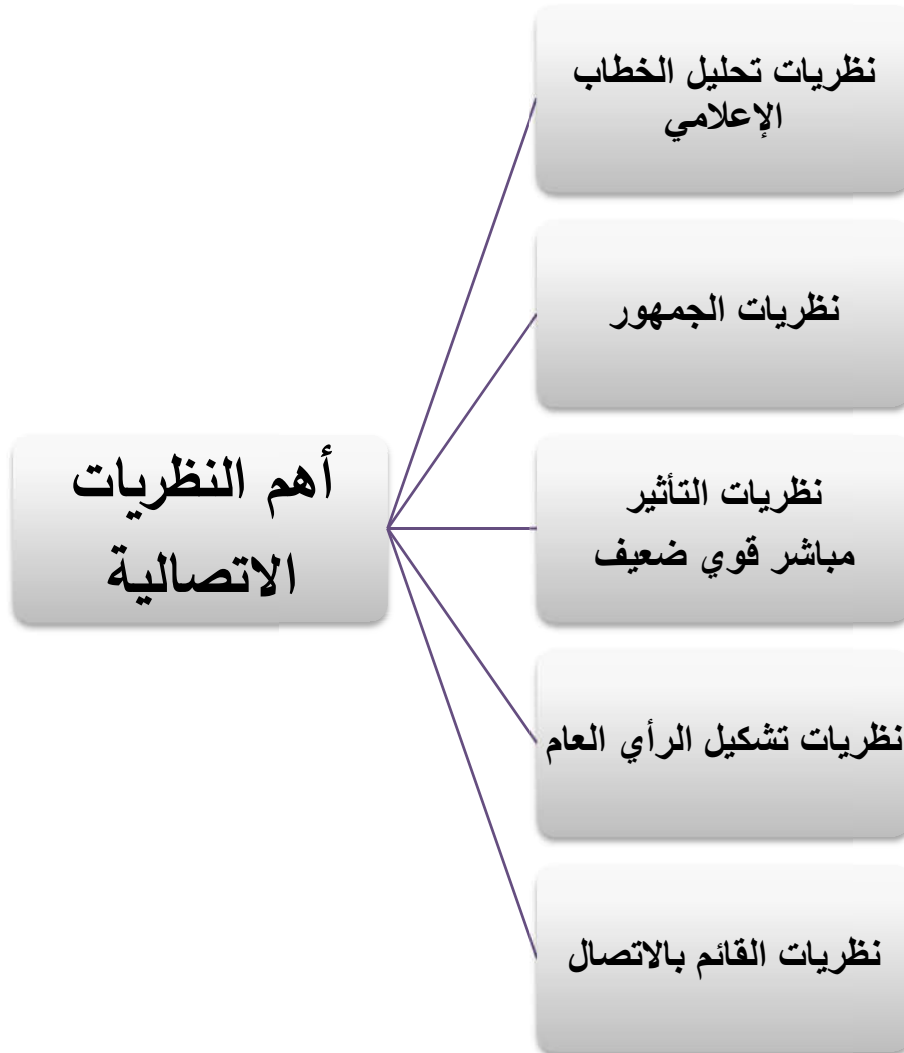 أهم النظريات
الاتصالية
نظريات تحليل الخطاب
الإعلامي
نظريات الجمهور
نظريات التأثير
مباشر قوي ضعيف
نظريات تشكيل الرأي العام
نظريات القائم بالاتصال